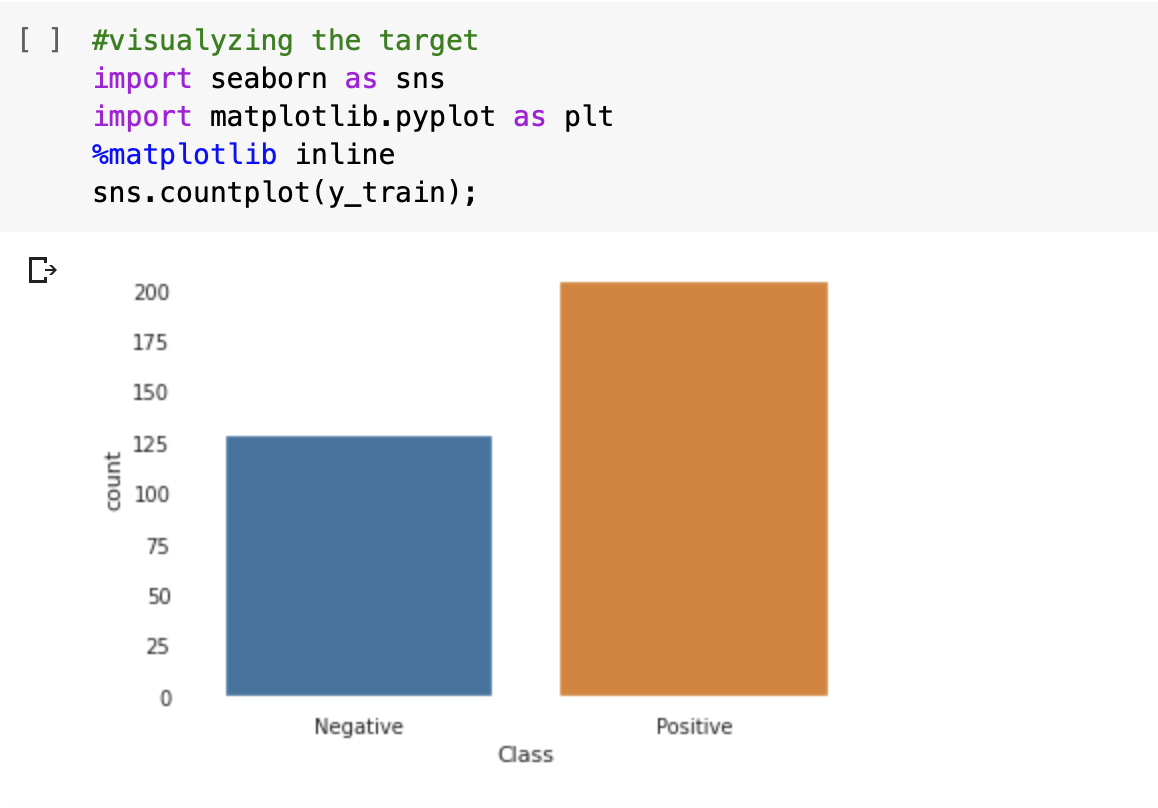 [ ] #visualyzing the target
import seaborn as sns
import matplotlib.pyplot as plt
%matplotlib inline
sns.countplot(y_train);
200
175
150
125
100
75
50
25
0
count
Negative
Positive
Class